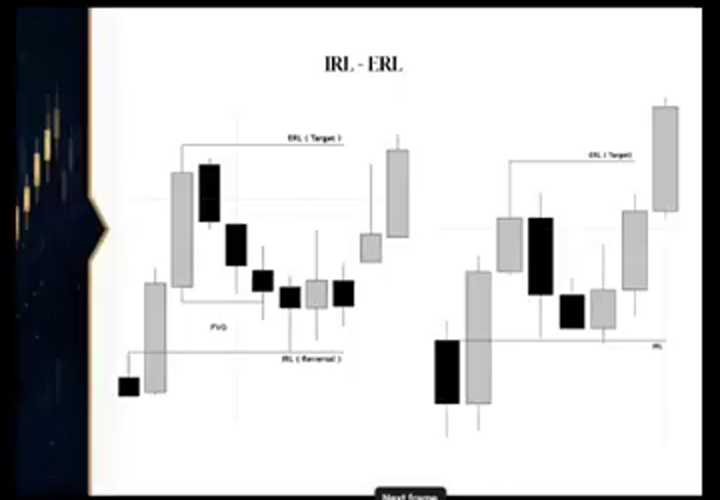 IRL - ERL
ERL ( Target )
ERL ( Target)
FVG
IRL ( Reversal )
IRL
Next frame